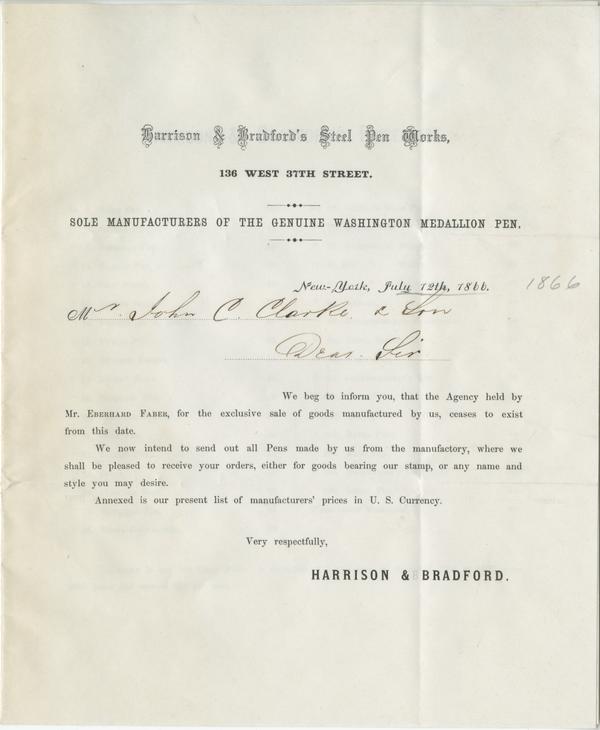 Harrison & Bradford's Steel Pen Works,
136 WEST 37TH STREET.
SOLE MANUFACTURERS OF THE GENUINE WASHINGTON MEDALLION PEN.
New-York, July 12th, 1866.
1866
Mr. John C. Clarke & Son
Dear Sir
We beg to inform you, that the Agency held by
Mr. EBERHARD FABER, for the exclusive sale of goods manufactured by us, ceases to exist
from this date.
We now intend to send out all Pens made by us from the manufactory, where we
shall be pleased to receive your orders, either for goods bearing our stamp, or any name and
style you may desire.
Annexed is our present list of manufacturers' prices in U. S. Currency.
Very respectfully,
HARRISON & BRADFORD.